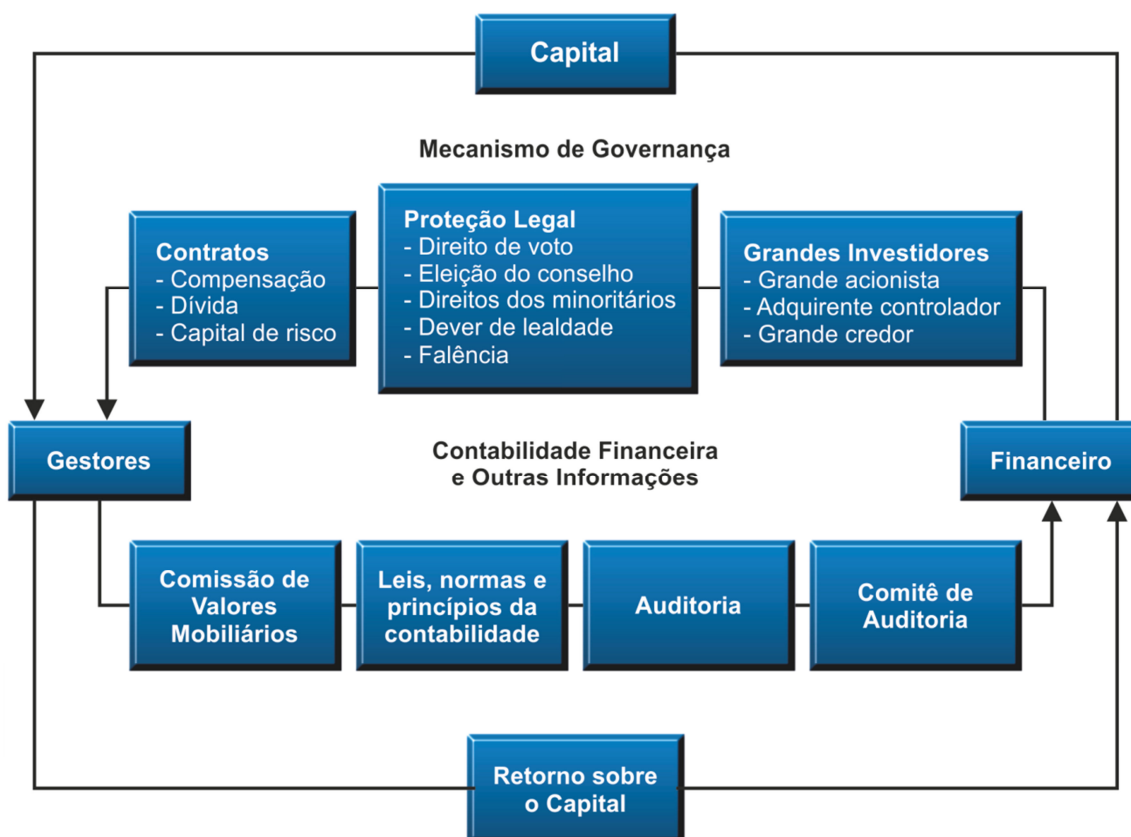 Capital
Mecanismo de Governança
Contratos
- Compensação
- Dívida
- Capital de risco
Proteção Legal
- Direito de voto
- Eleição do conselho
- Direitos dos minoritários
- Dever de lealdade
- Falência
Grandes Investidores
- Grande acionista
- Adquirente controlador
- Grande credor
Gestores
Contabilidade Financeira
e Outras Informações
Financeiro
Comissão de
Valores
Mobiliários
Leis, normas e
princípios da
contabilidade
Auditoria
Comitê de
Auditoria
Retorno sobre
o Capital